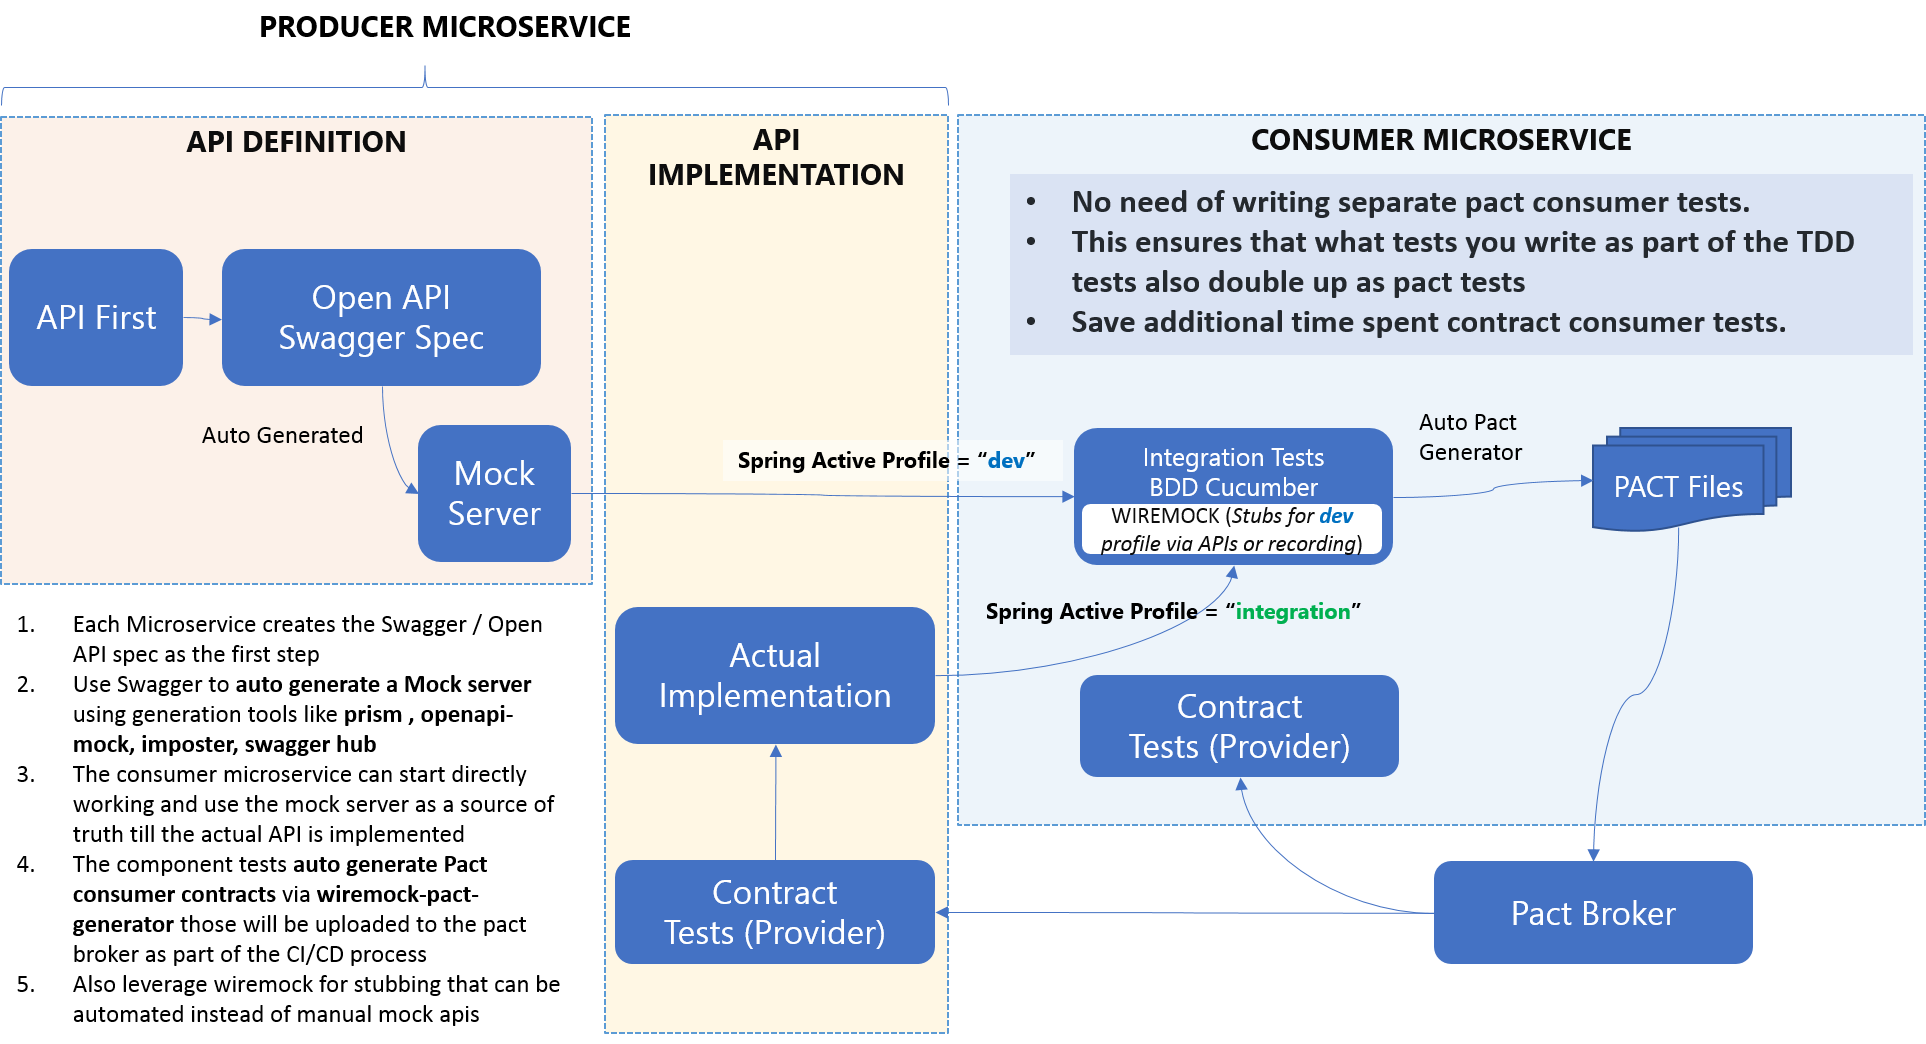 PRODUCER MICROSERVICE
API DEFINITION
API First
Open API
Swagger Spec
Auto Generated
Mock
Server
API
IMPLEMENTATION
Spring Active Profile = “dev”
Actual
Implementation
Contract
Tests (Provider)
CONSUMER MICROSERVICE
• No need of writing separate pact consumer tests.
• This ensures that what tests you write as part of the TDD
tests also double up as pact tests
• Save additional time spent contract consumer tests.
Integration Tests
BDD Cucumber
WIREMOCK (Stubs for dev
profile via APIs or recording)
Auto Pact
Generator
PACT Files
Spring Active Profile = “integration”
Contract
Tests (Provider)
Pact Broker
1. Each Microservice creates the Swagger / Open
API spec as the first step
2. Use Swagger to auto generate a Mock server
using generation tools like prism , openapi-
mock, imposter, swagger hub
3. The consumer microservice can start directly
working and use the mock server as a source of
truth till the actual API is implemented
4. The component tests auto generate Pact
consumer contracts via wiremock-pact-
generator those will be uploaded to the pact
broker as part of the CI/CD process
5. Also leverage wiremock for stubbing that can be
automated instead of manual mock apis